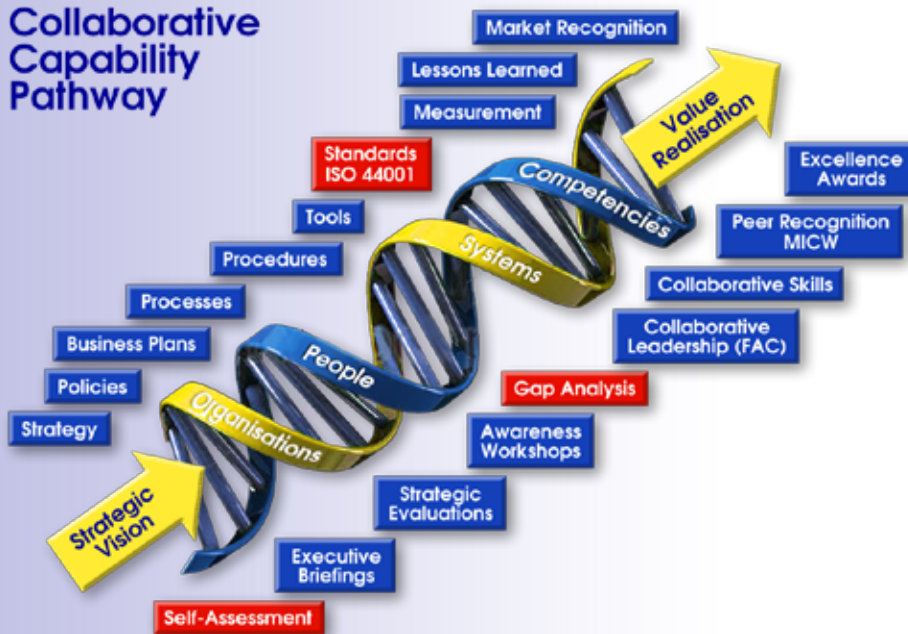 Collaborative
Capability
Pathway
Market Recognition
Lessons Learned
Measurement
Standards
ISO 44001
Tools
Procedures
Processes
Business Plans
Policies
Strategy
Strategic
Vision
Organisations
People
Systems
Competencies
Value
Realisation
Excellence
Awards
Peer Recognition
MICW
Collaborative Skills
Collaborative
Leadership (FAC)
Gap Analysis
Awareness
Workshops
Strategic
Evaluations
Executive
Briefings
Self-Assessment